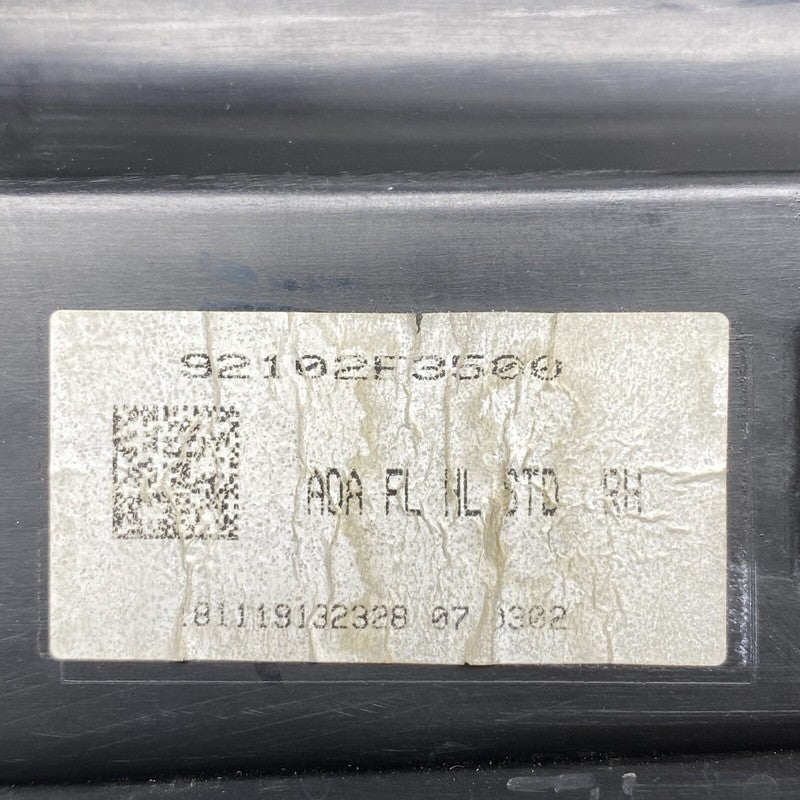 92102F3500
ADA FL HL STD RH
81119132328 07 0302